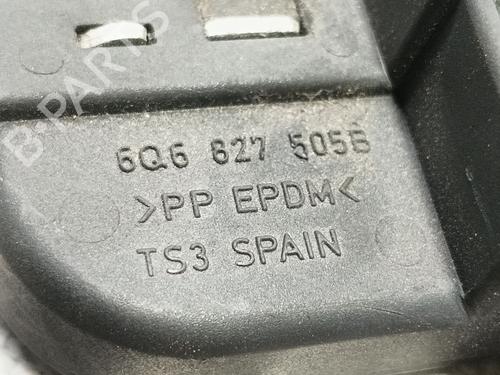 B-PARTS
6Q6 827 505B
>PP EPDM<
TS3 SPAIN